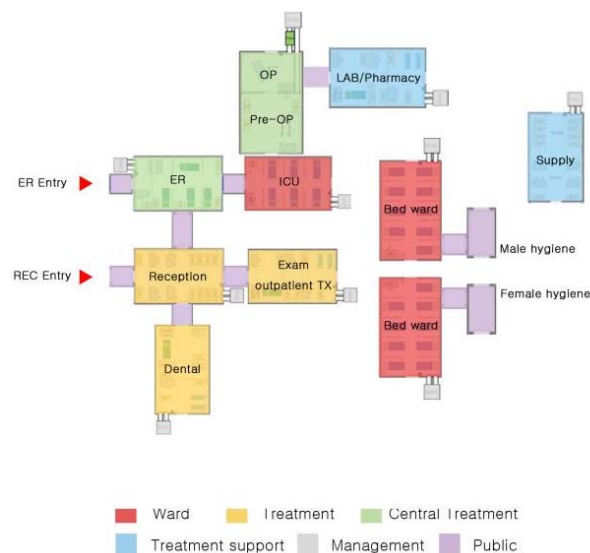 OP
LAB/Pharmacy
Pre-OP
Supply
ER Entry
ER
ICU
Bed ward
Male hygiene
REC Entry
Reception
Exam
outpatient TX
Female hygiene
Bed ward
Dental
Ward
Treatment
Central Treatment
Treatment support
Management
Public